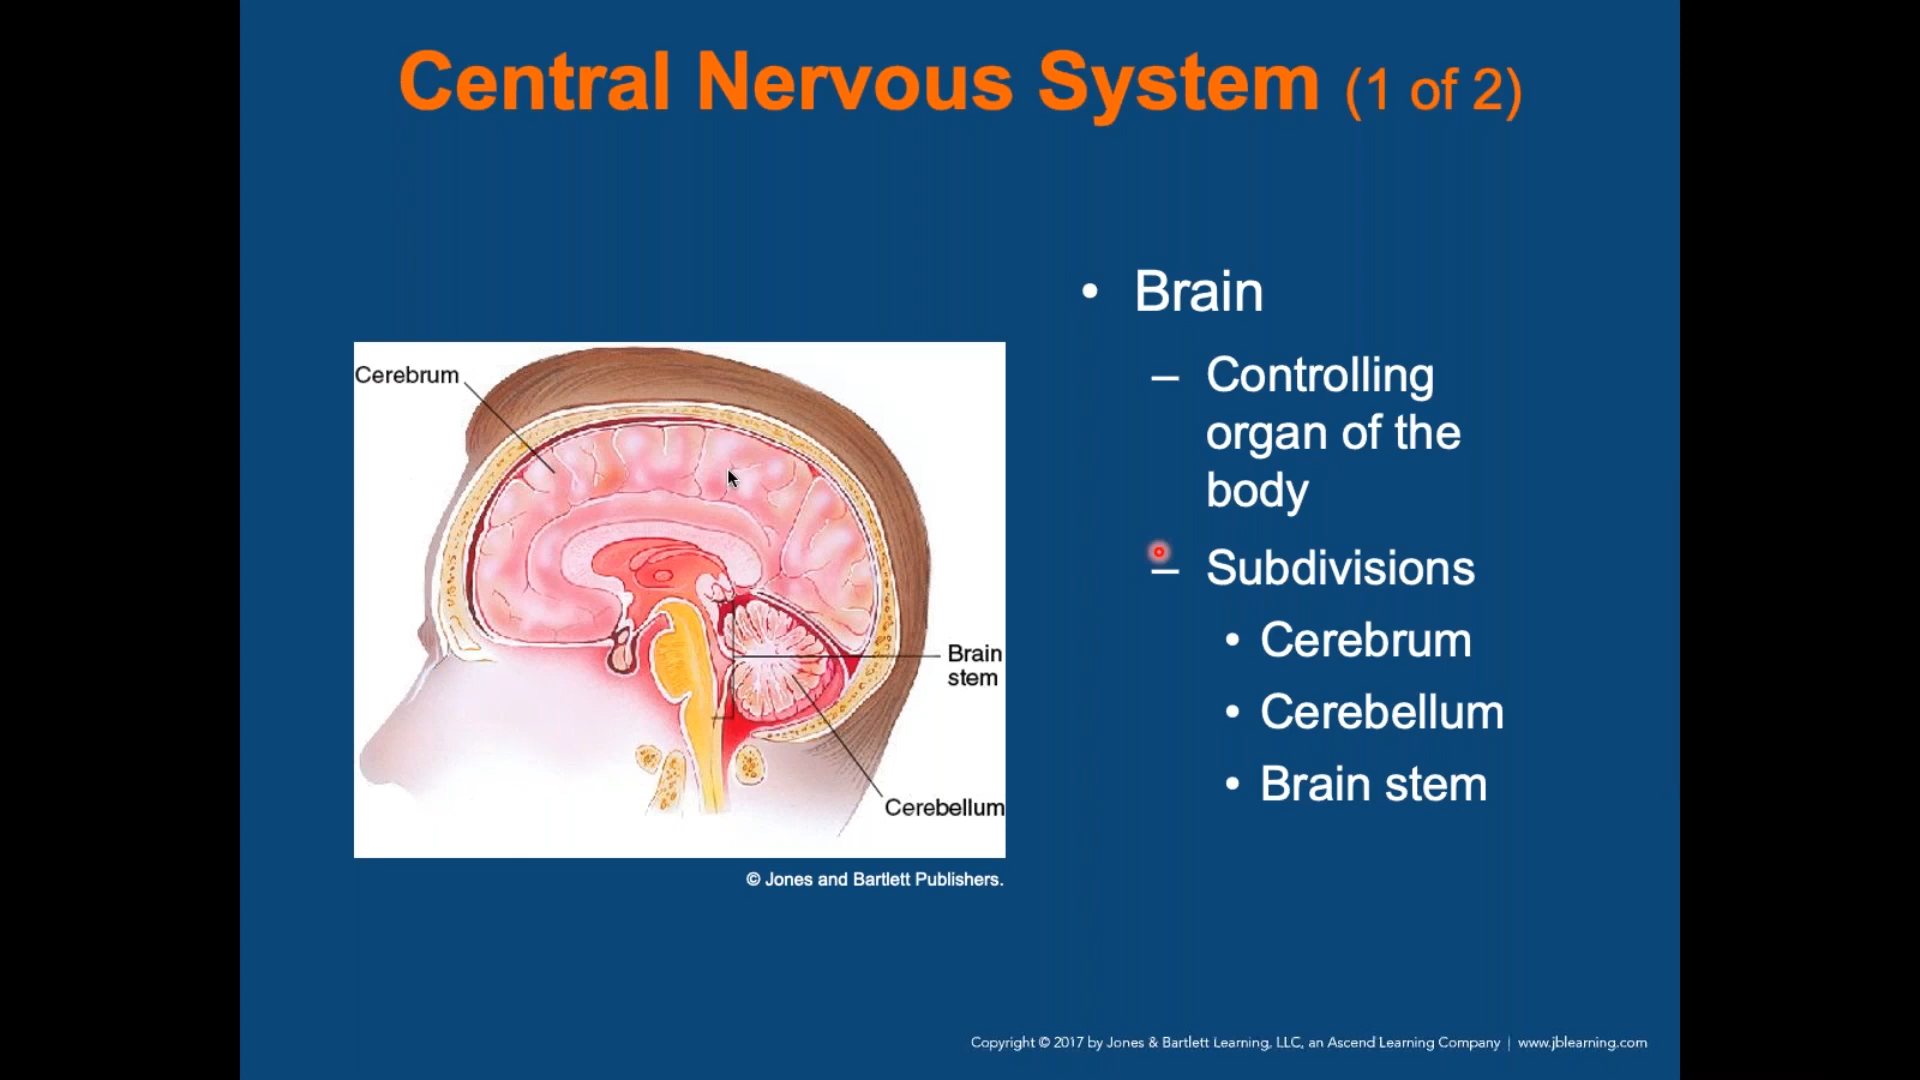 Central Nervous System (1 of 2)
Cerebrum
Brain
stem
Cerebellum
© Jones and Bartlett Publishers.
• Brain
– Controlling
organ of the
body
– Subdivisions
• Cerebrum
• Cerebellum
• Brain stem
Copyright © 2017 by Jones & Bartlett Learning, LLC, an Ascend Learning Company | www.jblearning.com